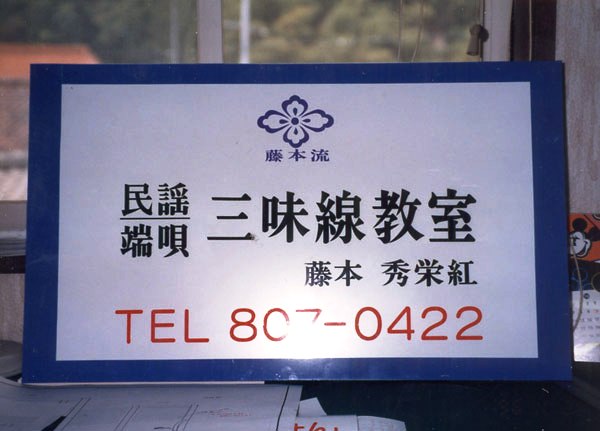 藤本流
民謡
端唄
三味線教室
藤本 秀栄紅
TEL 807-0422